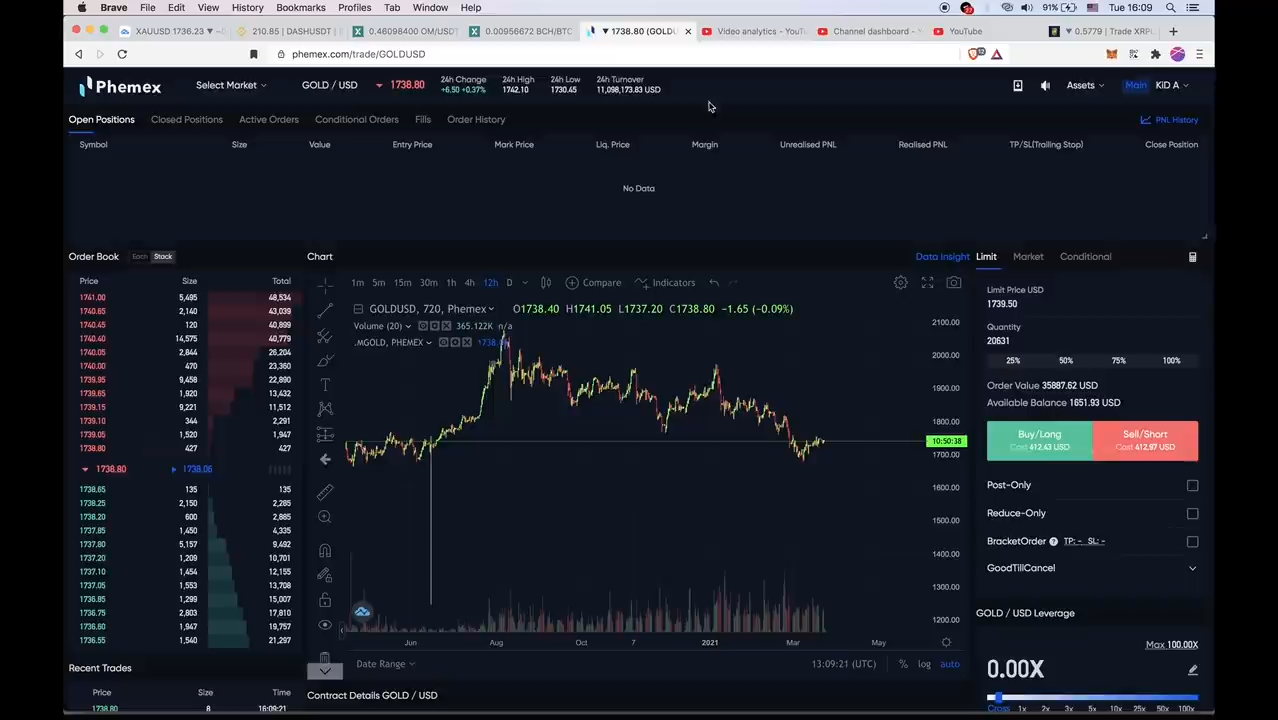 Brave File Edit View History Bookmarks Profiles Tab Window Help 91% Tue 16:09
XAUUSD 1736.23 210.85 | DASHUSDT 0.46098400 OM/USDT 0.00956672 BCH/BTC ▼ 1738.80 (GOLDU Video analytics - YouTu Channel dashboard - YouTube 0.5779 | Trade XRPU
phemex.com/trade/GOLDUSD
Phemex Select Market GOLD / USD 1738.80
24h Change 24h High 24h Low 24h Turnover
+6.50 +0.37% 1742.10 1730.45 11,098,173.83 USD
Assets Main KiD A
Open Positions Closed Positions Active Orders Conditional Orders Fills Order History PNL History
Symbol Size Value Entry Price Mark Price Liq. Price Margin Unrealised PNL Realised PNL TP/SL(Trailing Stop) Close Position
No Data
Order Book Each Stack
Price Size Total
1741.00 5,495 48,534
1740.65 2,140 43,039
1740.45 120 40,899
1740.40 14,575 40,779
1740.05 2,844 26,204
1740.00 470 23,360
1739.95 9,458 22,890
1739.65 1,920 13,432
1739.15 9,221 11,512
1739.10 344 2,291
1739.05 1,520 1,947
1738.80 427 427
1738.80 1738.06
1738.65 135 135
1738.25 2,150 2,285
1738.20 600 2,885
1737.85 1,450 4,335
1737.80 5,157 9,492
1737.20 1,209 10,701
1737.10 1,454 12,155
1737.05 1,553 13,708
1736.85 1,299 15,007
1736.75 2,803 17,810
1736.60 1,947 19,757
1736.55 1,540 21,297
Recent Trades
Price Size Time
1738.80 8 16:09:21
Chart Data insight
1m 5m 15m 30m 1h 4h 12h D Compare Indicators
GOLDUSD, 720, Phemex O1738.40 H1741.05 L1737.20 C1738.80 −1.65 (−0.09%)
Volume (20) 365.122K n/a
.MGOLD, PHEMEX
2100.00
2000.00
1900.00
1800.00
10:50:38
1700.00
1600.00
1500.00
1400.00
1300.00
1200.00
Jun Aug Oct 7 2021 Mar May
Date Range 13:09:21 (UTC) % log auto
Contract Details GOLD / USD
Limit Market Conditional
Limit Price USD
1739.50
Quantity
20631
25% 50% 75% 100%
Order Value 35887.62 USD
Available Balance 1651.93 USD
Buy/Long Sell/Short
Cost 412.43 USD Cost 412.97 USD
Post-Only
Reduce-Only
BracketOrder ? TP: - SL: -
GoodTillCancel
GOLD / USD Leverage
Max 100.00X
0.00X
Cross 1x 2x 3x 5x 10x 25x 50x 100x